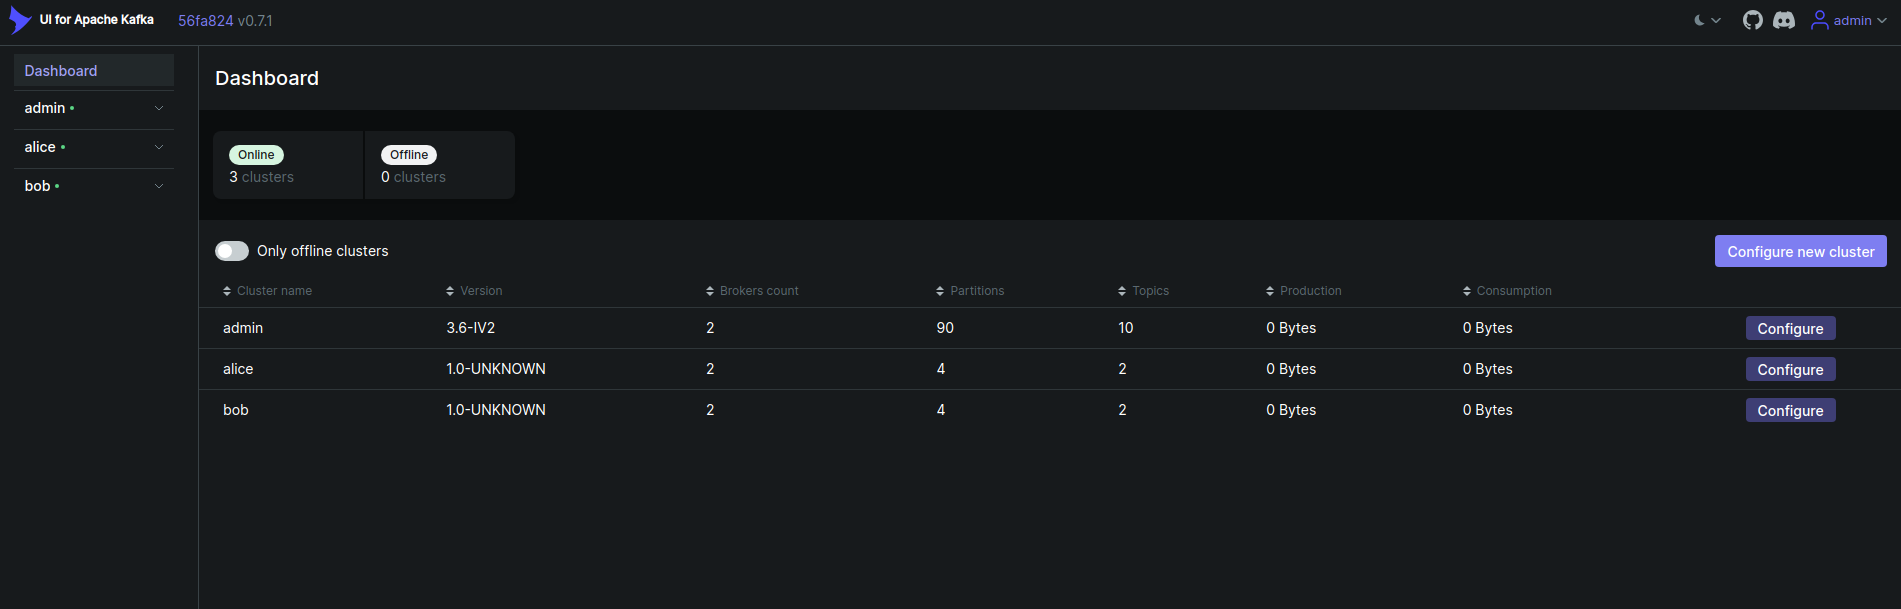 UI for Apache Kafka 56fa824 v0.7.1 admin
Dashboard
admin
alice
bob
Dashboard
Online Offline
3 clusters 0 clusters
Only offline clusters Configure new cluster
Cluster name Version Brokers count Partitions Topics Production Consumption
admin 3.6-IV2 2 90 10 0 Bytes 0 Bytes Configure
alice 1.0-UNKNOWN 2 4 2 0 Bytes 0 Bytes Configure
bob 1.0-UNKNOWN 2 4 2 0 Bytes 0 Bytes Configure